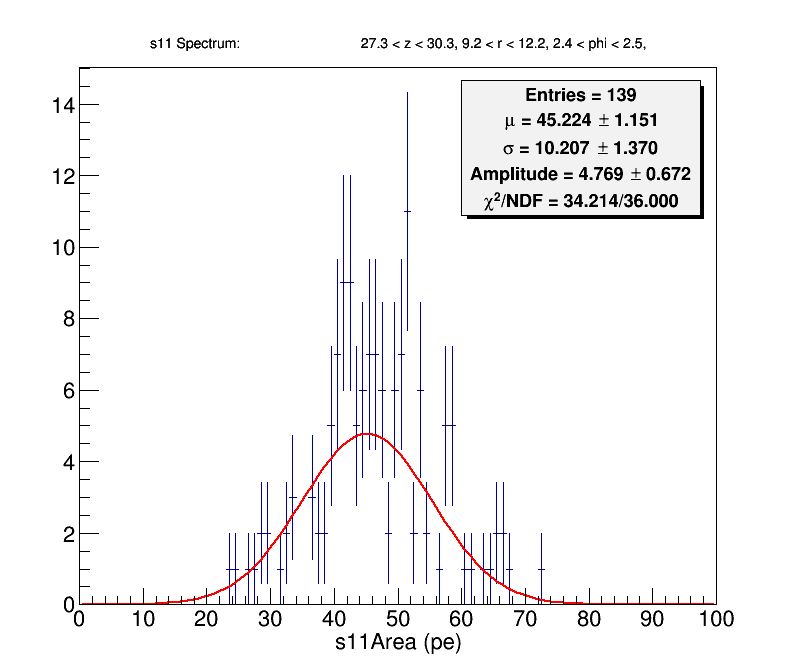 s11 Spectrum: 27.3 < z < 30.3, 9.2 < r < 12.2, 2.4 < phi < 2.5,
Entries = 139
μ = 45.224 ± 1.151
σ = 10.207 ± 1.370
Amplitude = 4.769 ± 0.672
χ²/NDF = 34.214/36.000
14
12
10
8
6
4
2
0
0 10 20 30 40 50 60 70 80 90 100
s11Area (pe)